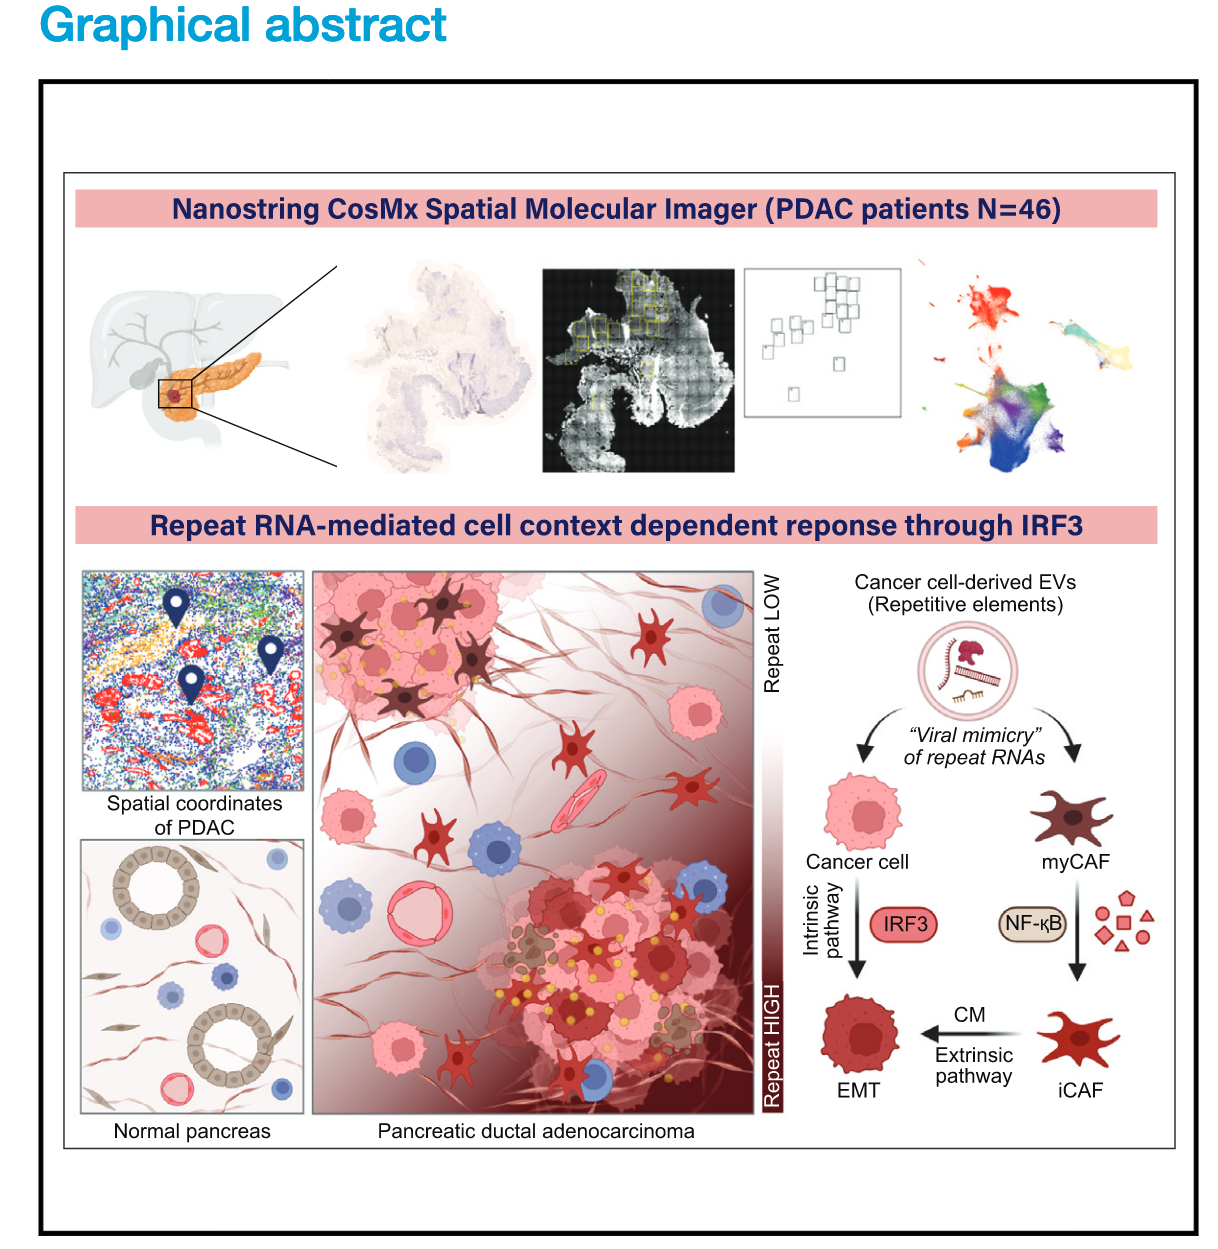 Graphical abstract
Nanostring CosMx Spatial Molecular Imager (PDAC patients N=46)
Repeat RNA-mediated cell context dependent reponse through IRF3
Spatial coordinates
of PDAC
Normal pancreas
Pancreatic ductal adenocarcinoma
Repeat LOW
Repeat HIGH
Cancer cell-derived EVs
(Repetitive elements)
“Viral mimicry”
of repeat RNAs
Cancer cell
myCAF
Intrinsic
pathway
IRF3
NF-κB
CM
Extrinsic
pathway
EMT
iCAF